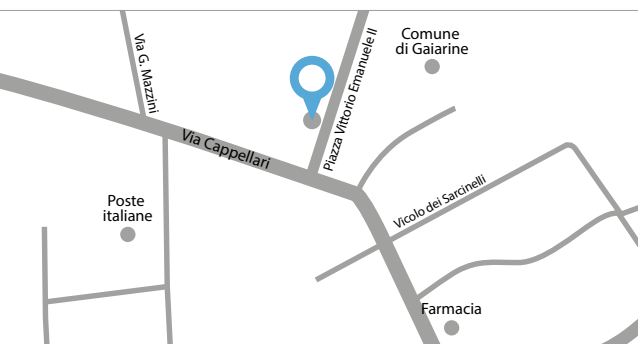 Comune
di Gaiarine
Via G. Mazzini
Piazza Vittorio Emanuele II
Via Cappellari
Vicolo dei Sarcinelli
Poste
italiane
Farmacia